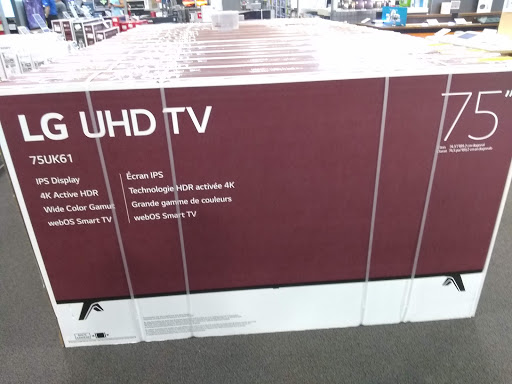 LG UHD TV
75"
75UK61
IPS Display
4K Active HDR
Wide Color Gamut
webOS Smart TV
Écran IPS
Technologie HDR activée 4K
Grande gamme de couleurs
webOS Smart TV